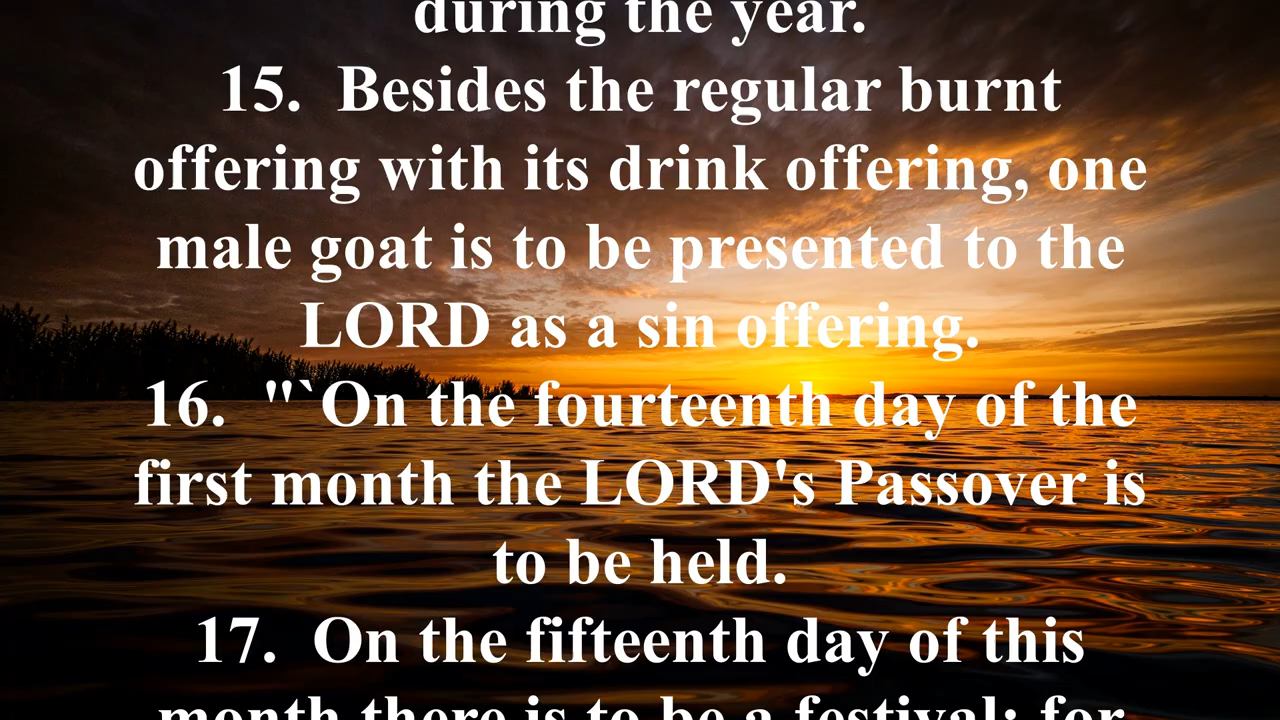 during the year.
15.  Besides the regular burnt
offering with its drink offering, one
male goat is to be presented to the
LORD as a sin offering.
16.  "`On the fourteenth day of the
first month the LORD's Passover is
to be held.
17.  On the fifteenth day of this
month there is to be a festival; for